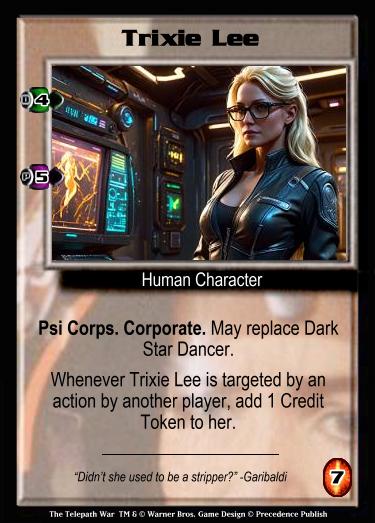 Trixie Lee
D 4
P 5
Human Character
Psi Corps. Corporate. May replace Dark
Star Dancer.
Whenever Trixie Lee is targeted by an
action by another player, add 1 Credit
Token to her.
“Didn’t she used to be a stripper?” -Garibaldi
7
The Telepath War TM & © Warner Bros. Game Design © Precedence Publish